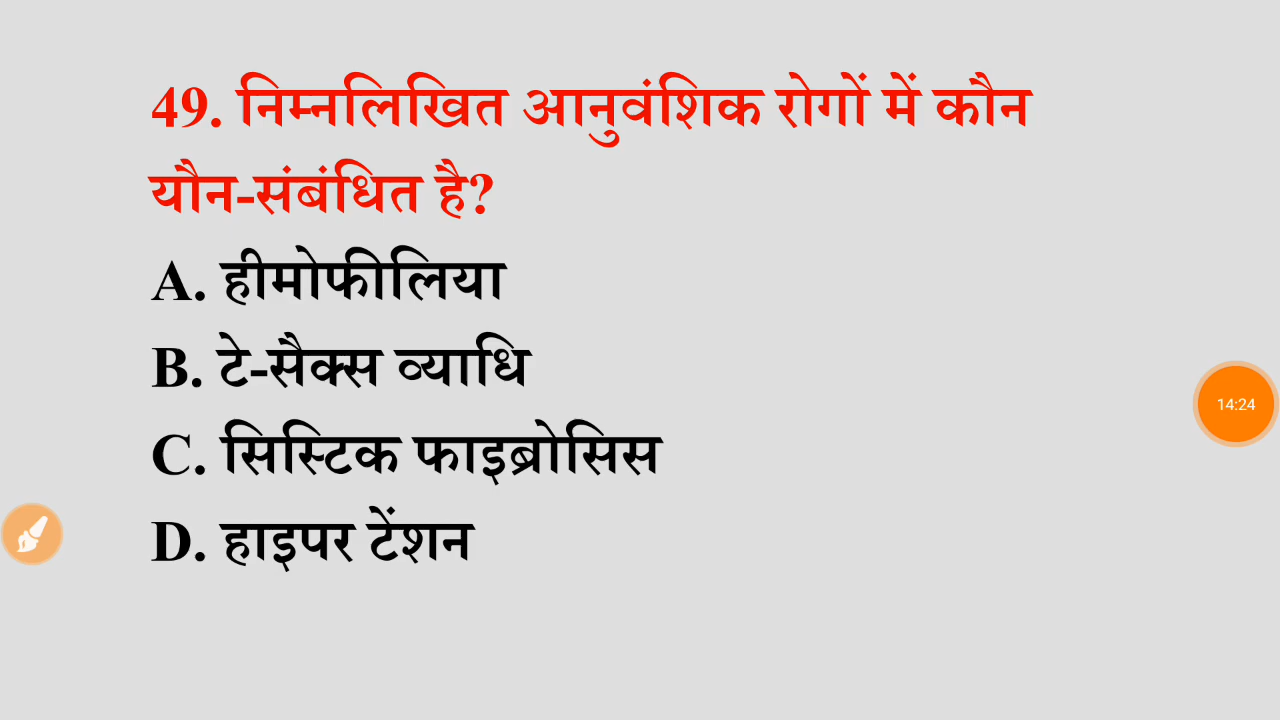 49. निम्नलिखित आनुवंशिक रोगों में कौन
यौन-संबंधित है?
A. हीमोफीलिया
B. टे-सैक्स व्याधि
C. सिस्टिक फाइब्रोसिस
D. हाइपर टेंशन
14:24